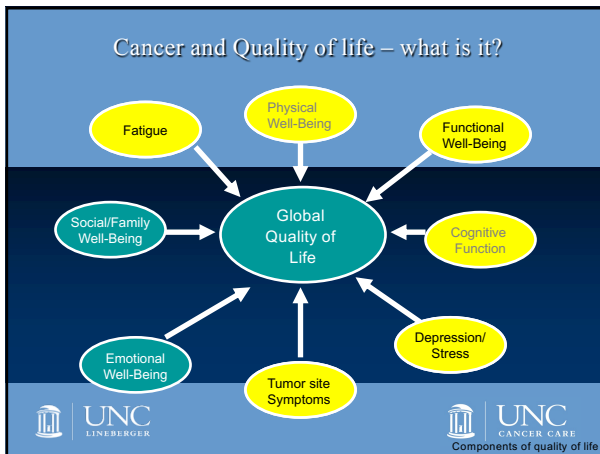 Cancer and Quality of life – what is it?
Physical
Well-Being
Fatigue
Functional
Well-Being
Social/Family
Well-Being
Global
Quality of
Life
Cognitive
Function
Emotional
Well-Being
Tumor site
Symptoms
Depression/
Stress
UNC
LINEBERGER
UNC
CANCER CARE
Components of quality of life